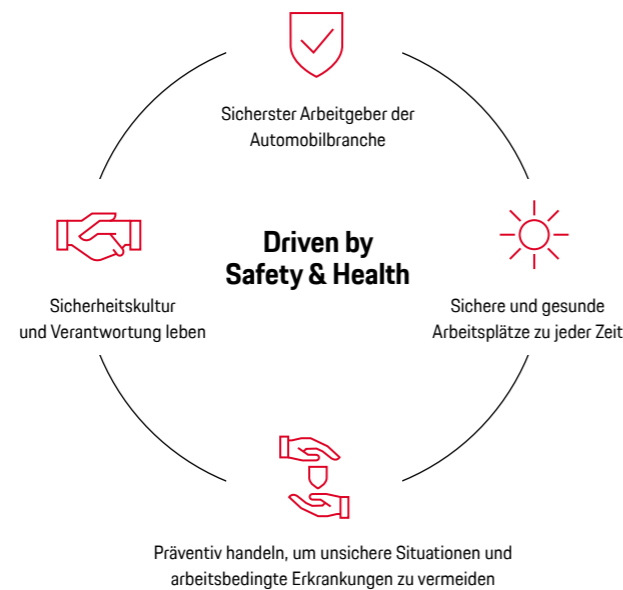 Sicherster Arbeitgeber der
Automobilbranche
Driven by
Safety & Health
Sicherheitskultur
und Verantwortung leben
Sichere und gesunde
Arbeitsplätze zu jeder Zeit
Präventiv handeln, um unsichere Situationen und
arbeitsbedingte Erkrankungen zu vermeiden